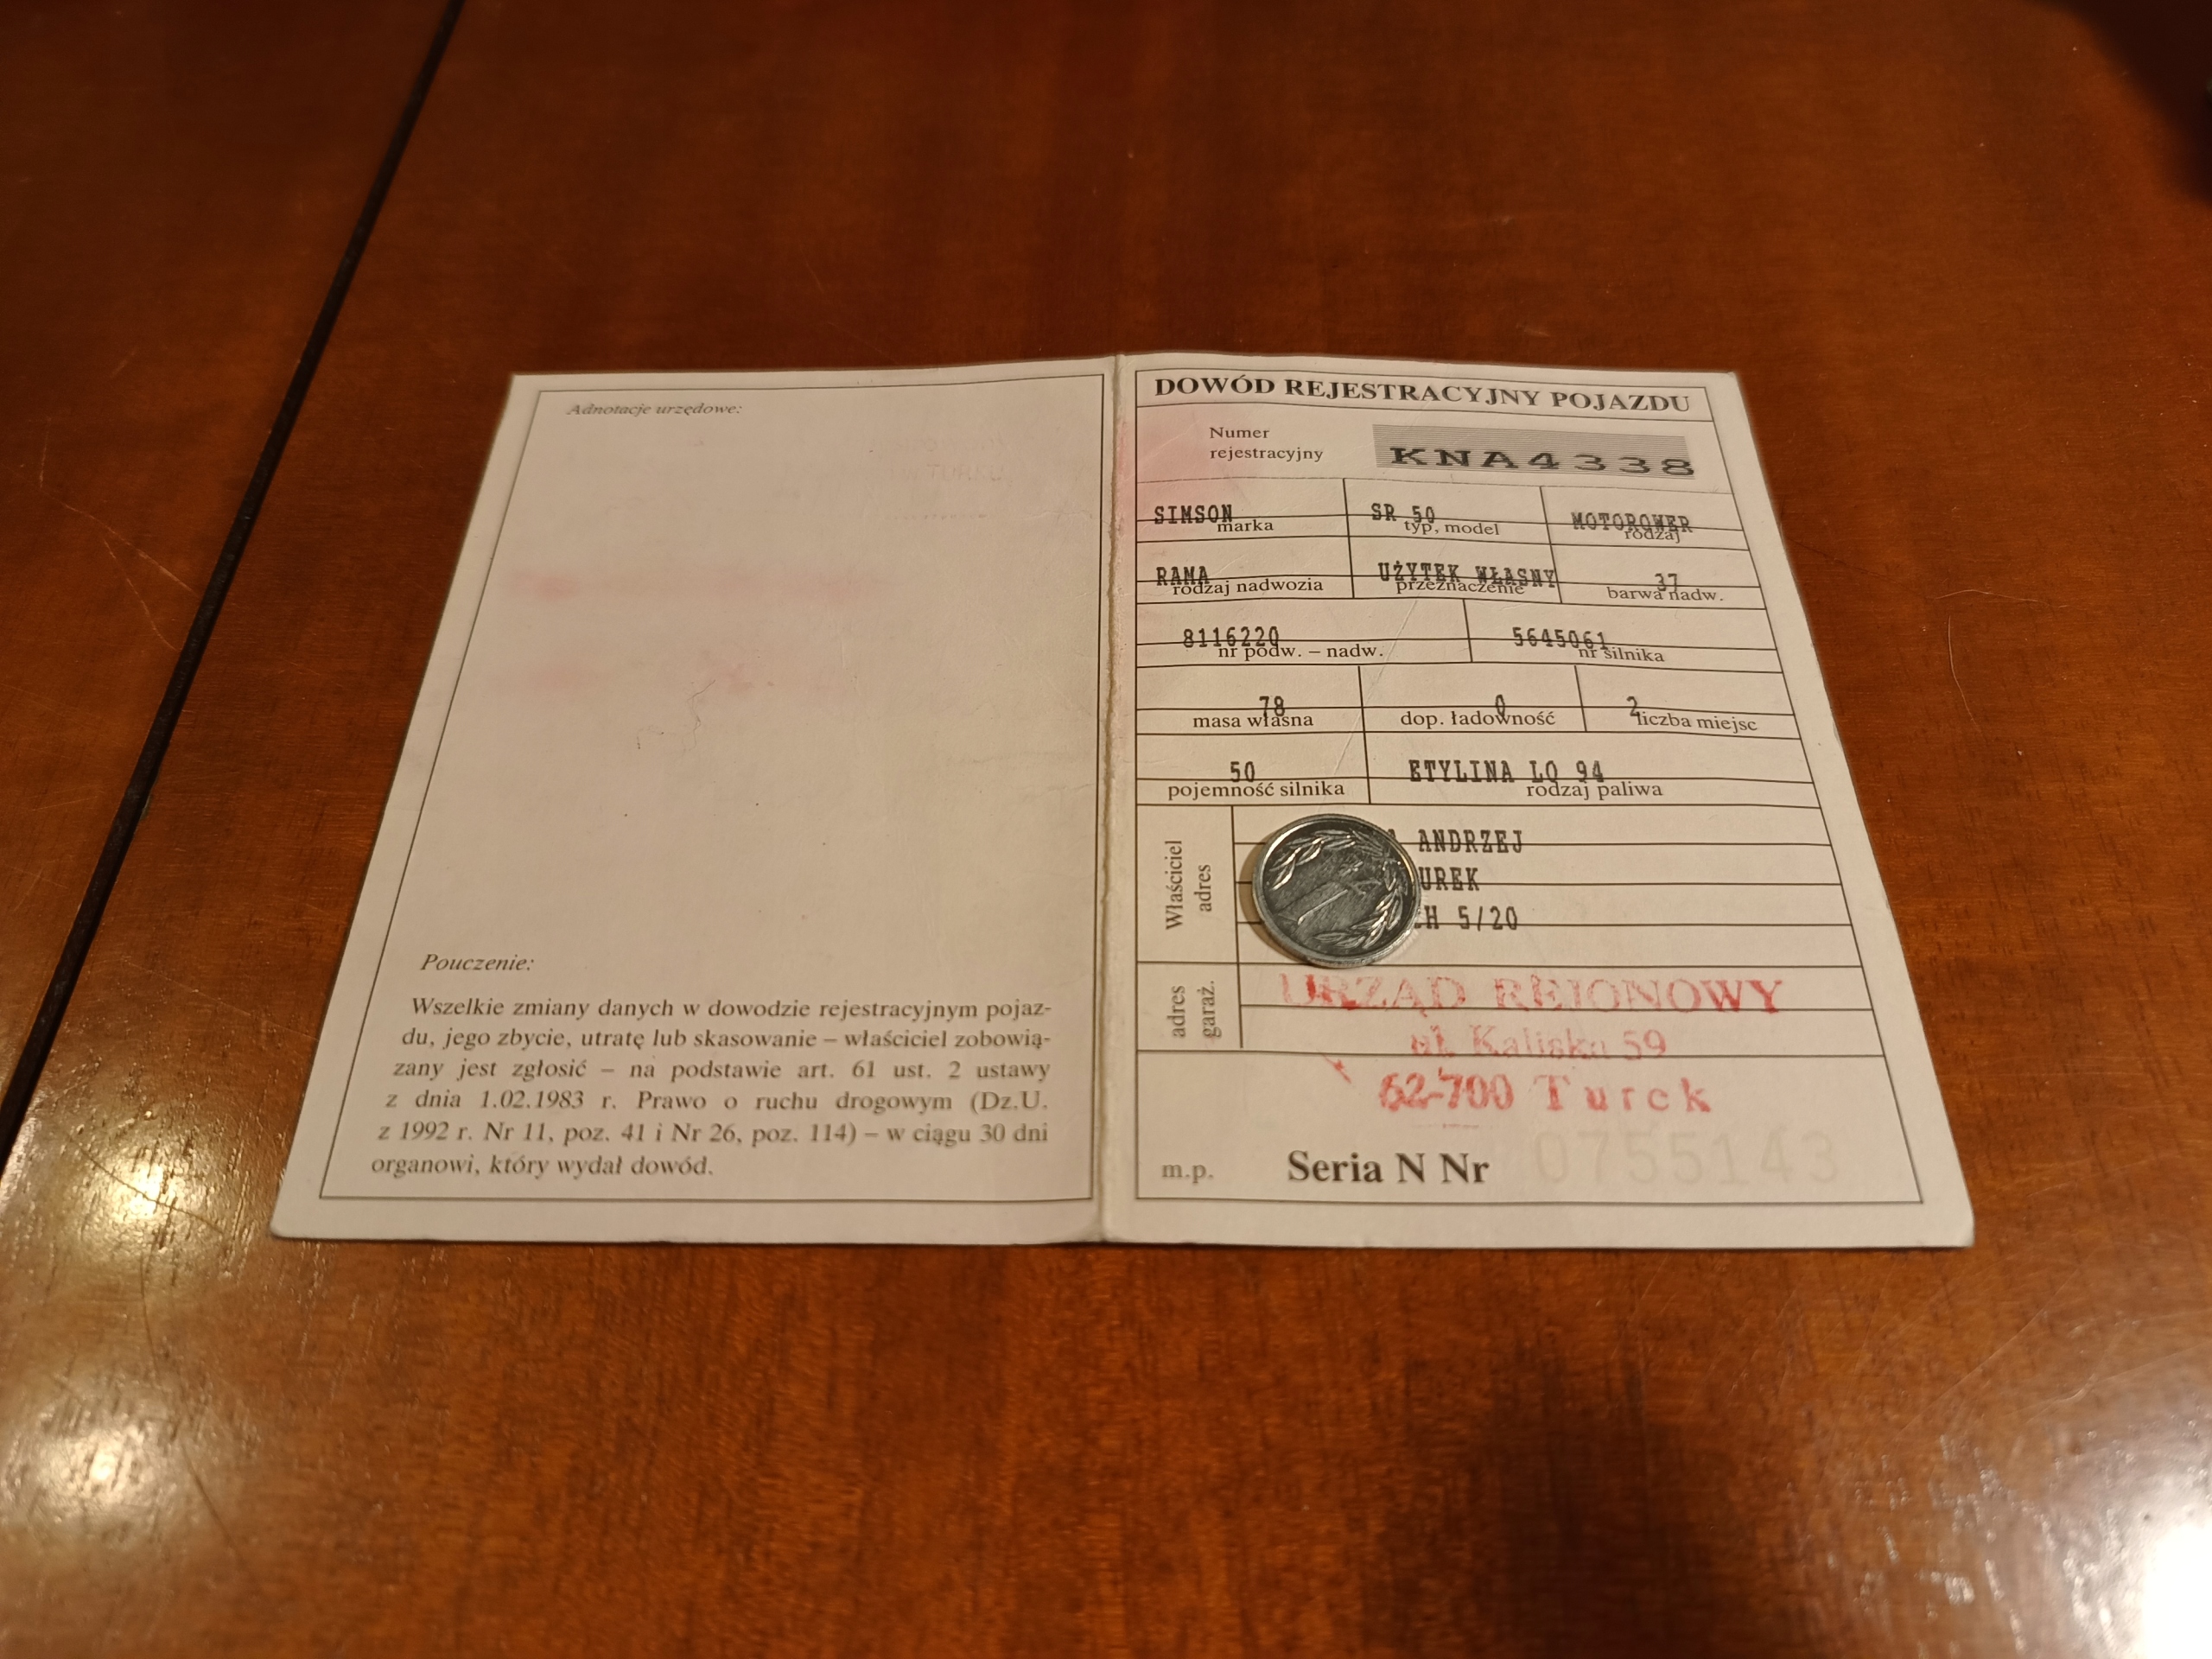 Adnotacje urzędowe:
Pouczenie:
Wszelkie zmiany danych w dowodzie rejestracyjnym pojaz-
du, jego zbycie, utratę lub skasowanie – właściciel zobowią-
zany jest zgłosić – na podstawie art. 61 ust. 2 ustawy
z dnia 1.02.1983 r. Prawo o ruchu drogowym (Dz.U.
z 1992 r. Nr 11, poz. 41 i Nr 26, poz. 114) – w ciągu 30 dni
organowi, który wydał dowód.
DOWÓD REJESTRACYJNY POJAZDU
Numer
rejestracyjny
KNA4338
SIMSON SR 50 MOTOROWER
marka typ, model rodzaj
RAMA UŻYTEK WŁASNY 37
rodzaj nadwozia przeznaczenie barwa nadw.
8116220 5645061
nr podw. – nadw. nr silnika
78 0 2
masa własna dop. ładowność liczba miejsc
50 ETYLINA LO 94
pojemność silnika rodzaj paliwa
Właściciel
adres
ANDRZEJ
UREK
H 5/20
adres
garaż.
URZĄD REJONOWY
ul. Kaliska 59
62-700 Turek
m.p. Seria N Nr 0755143